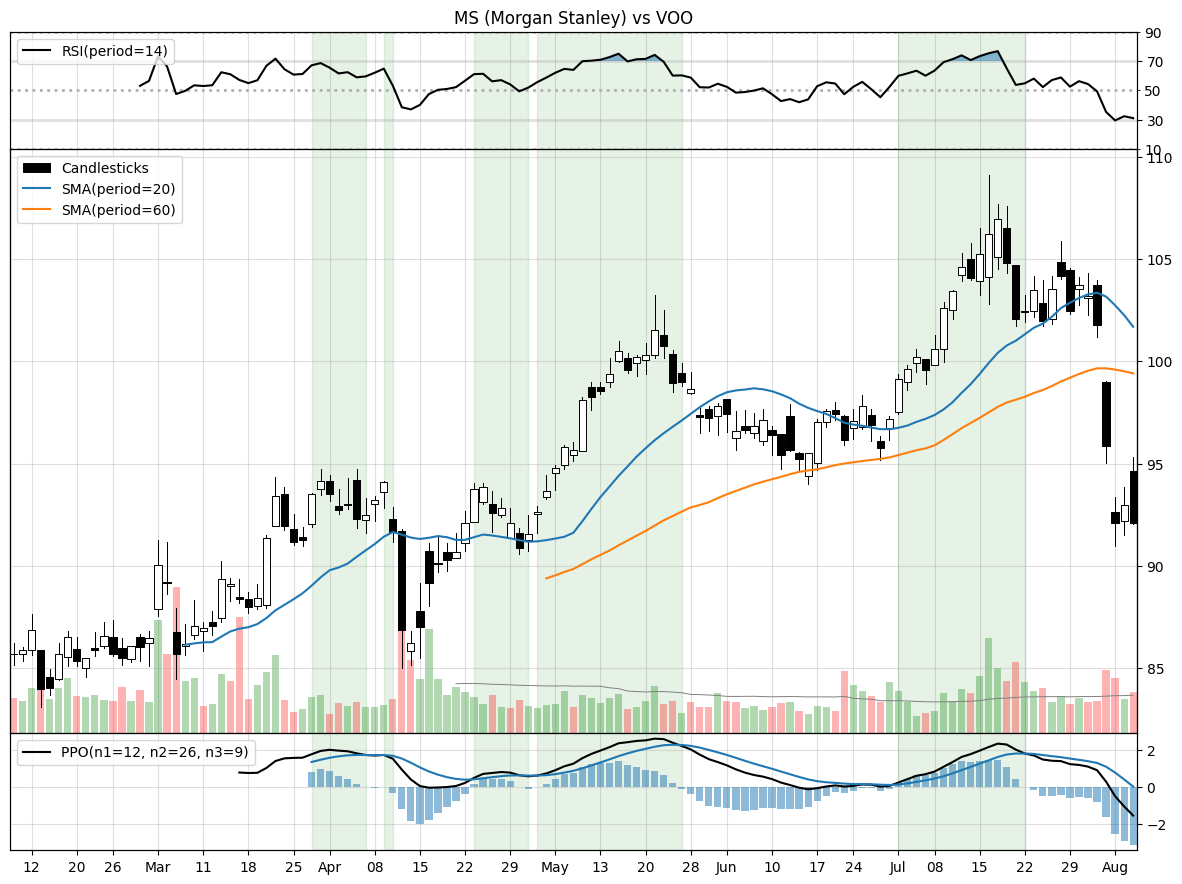 MS (Morgan Stanley) vs VOO
RSI(period=14)
90
70
50
30
10
Candlesticks
SMA(period=20)
SMA(period=60)
110
105
100
95
90
85
PPO(n1=12, n2=26, n3=9)
2
0
−2
12 20 26 Mar 11 18 25 Apr 08 15 22 29 May 13 20 28 Jun 10 17 24 Jul 08 15 22 29 Aug